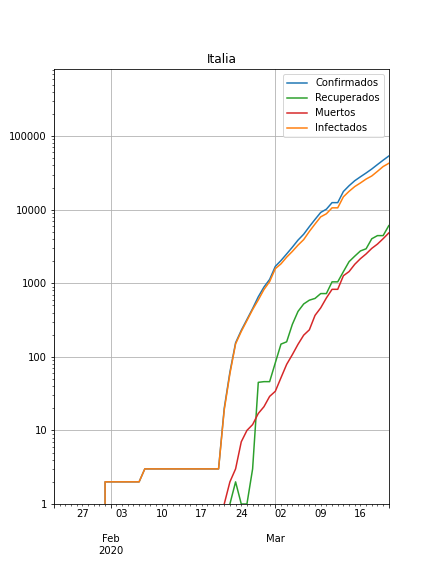 Italia
Confirmados
Recuperados
Muertos
Infectados
100000
10000
1000
100
10
1
27 03 10 17 24 02 09 16
Feb Mar
2020